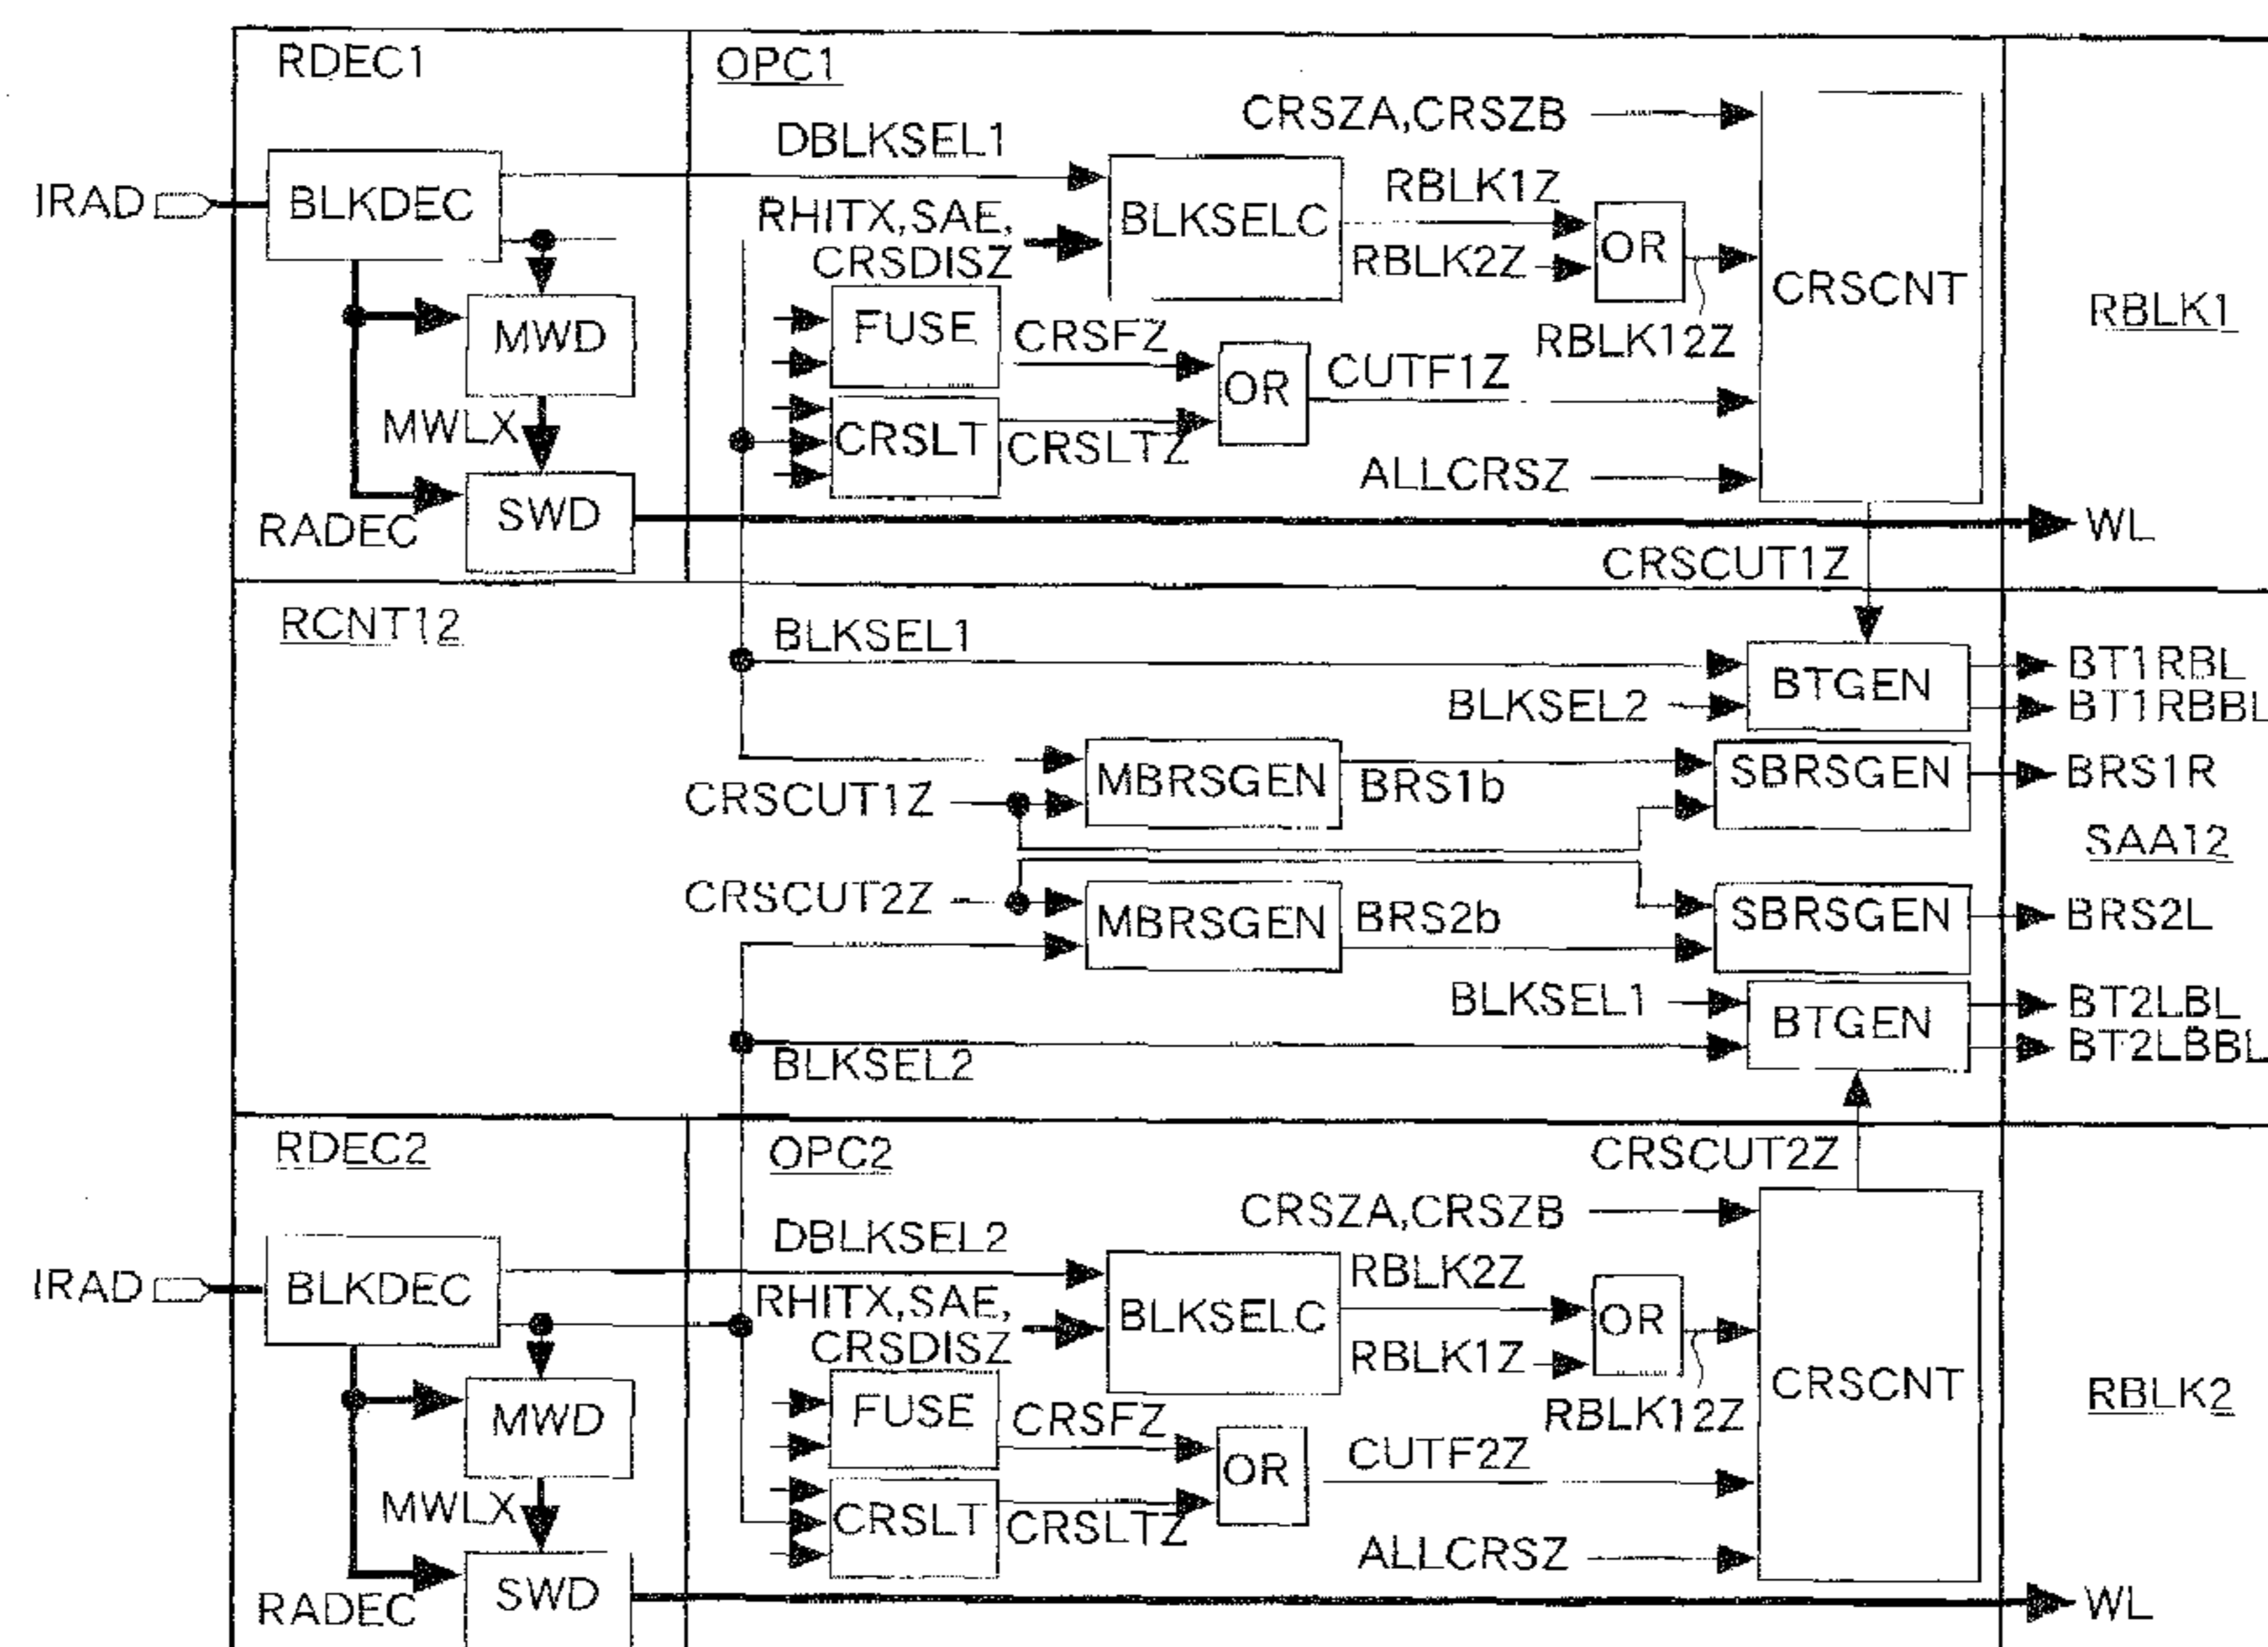 RDEC1
OPC1
CRSZA,CRSZB
DBLKSEL1
IRAD
BLKDEC
RHITX,SAE,
CRSDISZ
BLKSELC
RBLK1Z
RBLK2Z
OR
RBLK12Z
CRSCNT
RBLK1
MWD
FUSE
CRSFZ
OR
CUTF1Z
MWLX
CRSLT
CRSLTZ
ALLCRSZ
RADEC
SWD
WL
CRSCUT1Z
RCNT12
BLKSEL1
BLKSEL2
BTGEN
BT1RBL
BT1RBBL
CRSCUT1Z
MBRSGEN
BRS1b
SBRSGEN
BRS1R
SAA12
CRSCUT2Z
MBRSGEN
BRS2b
SBRSGEN
BRS2L
BLKSEL1
BLKSEL2
BTGEN
BT2LBL
BT2LBBL
RDEC2
OPC2
CRSCUT2Z
CRSZA,CRSZB
DBLKSEL2
IRAD
BLKDEC
RHITX,SAE,
CRSDISZ
BLKSELC
RBLK2Z
RBLK1Z
OR
RBLK12Z
CRSCNT
RBLK2
MWD
FUSE
CRSFZ
OR
CUTF2Z
MWLX
CRSLT
CRSLTZ
ALLCRSZ
RADEC
SWD
WL